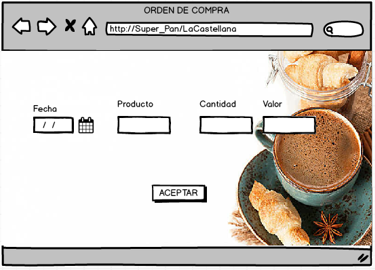 ORDEN DE COMPRA
http://Super_Pan/LaCastellana
Fecha Producto Cantidad Valor
/ /
ACEPTAR